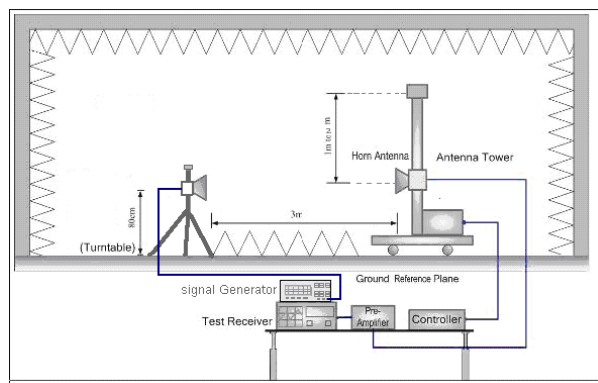 1m to 4 m
Horn Antenna
Antenna Tower
80cm
3m
(Turntable)
Ground Reference Plane
signal Generator
Test Receiver
Pre-
Amplifier
Controller